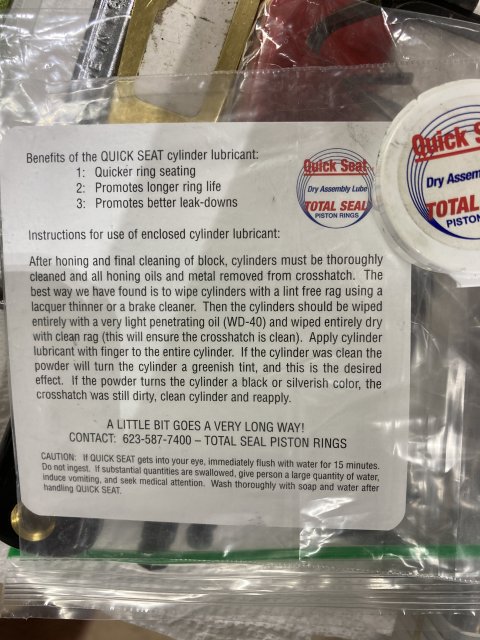 Benefits of the QUICK SEAT cylinder lubricant:
1: Quicker ring seating
2: Promotes longer ring life
3: Promotes better leak-downs
Quick Seat
Dry Assembly Lube
TOTAL SEAL
PISTON RINGS
Quick S
Dry Assem
TOTAL
PISTON
Instructions for use of enclosed cylinder lubricant:
After honing and final cleaning of block, cylinders must be thoroughly
cleaned and all honing oils and metal removed from crosshatch. The
best way we have found is to wipe cylinders with a lint free rag using a
lacquer thinner or a brake cleaner. Then the cylinders should be wiped
entirely with a very light penetrating oil (WD-40) and wiped entirely dry
with clean rag (this will ensure the crosshatch is clean). Apply cylinder
lubricant with finger to the entire cylinder. If the cylinder was clean the
powder will turn the cylinder a greenish tint, and this is the desired
effect. If the powder turns the cylinder a black or silverish color, the
crosshatch was still dirty, clean cylinder and reapply.
A LITTLE BIT GOES A VERY LONG WAY!
CONTACT: 623-587-7400 – TOTAL SEAL PISTON RINGS
CAUTION: If QUICK SEAT gets into your eye, immediately flush with water for 15 minutes.
Do not ingest. If substantial quantities are swallowed, give person a large quantity of water,
induce vomiting, and seek medical attention. Wash thoroughly with soap and water after
handling QUICK SEAT.